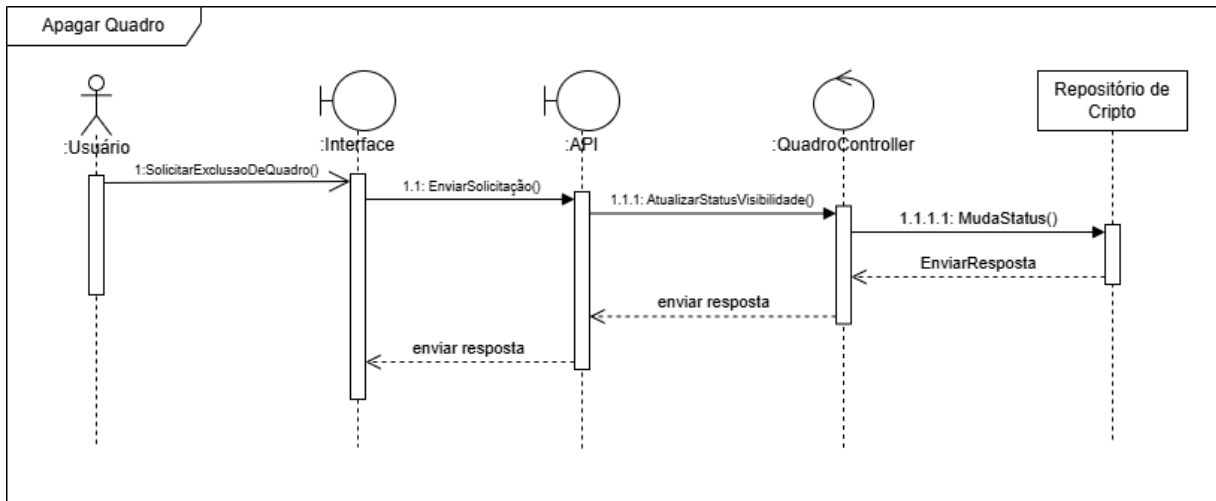 Apagar Quadro
Repositório de
Cripto
:Usuário
:Interface
:API
:QuadroController
1:SolicitarExclusaoDeQuadro()
1.1: EnviarSolicitação()
1.1.1: AtualizarStatusVisibilidade()
1.1.1.1: MudaStatus()
EnviarResposta
enviar resposta
enviar resposta